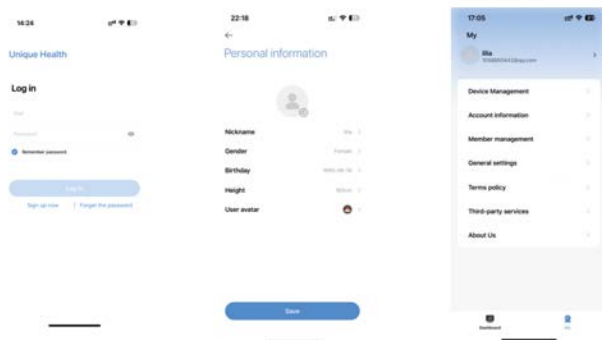 14:24
Unique Health
Log in
Remember password
Log in
Sign up now | Forget the password
22:18
Personal information
Nickname
Gender Female
Birthday
Height
User avatar
Save
17:05
My
Device Management
Account information
Member management
General settings
Terms policy
Third-party services
About Us
Dashboard My